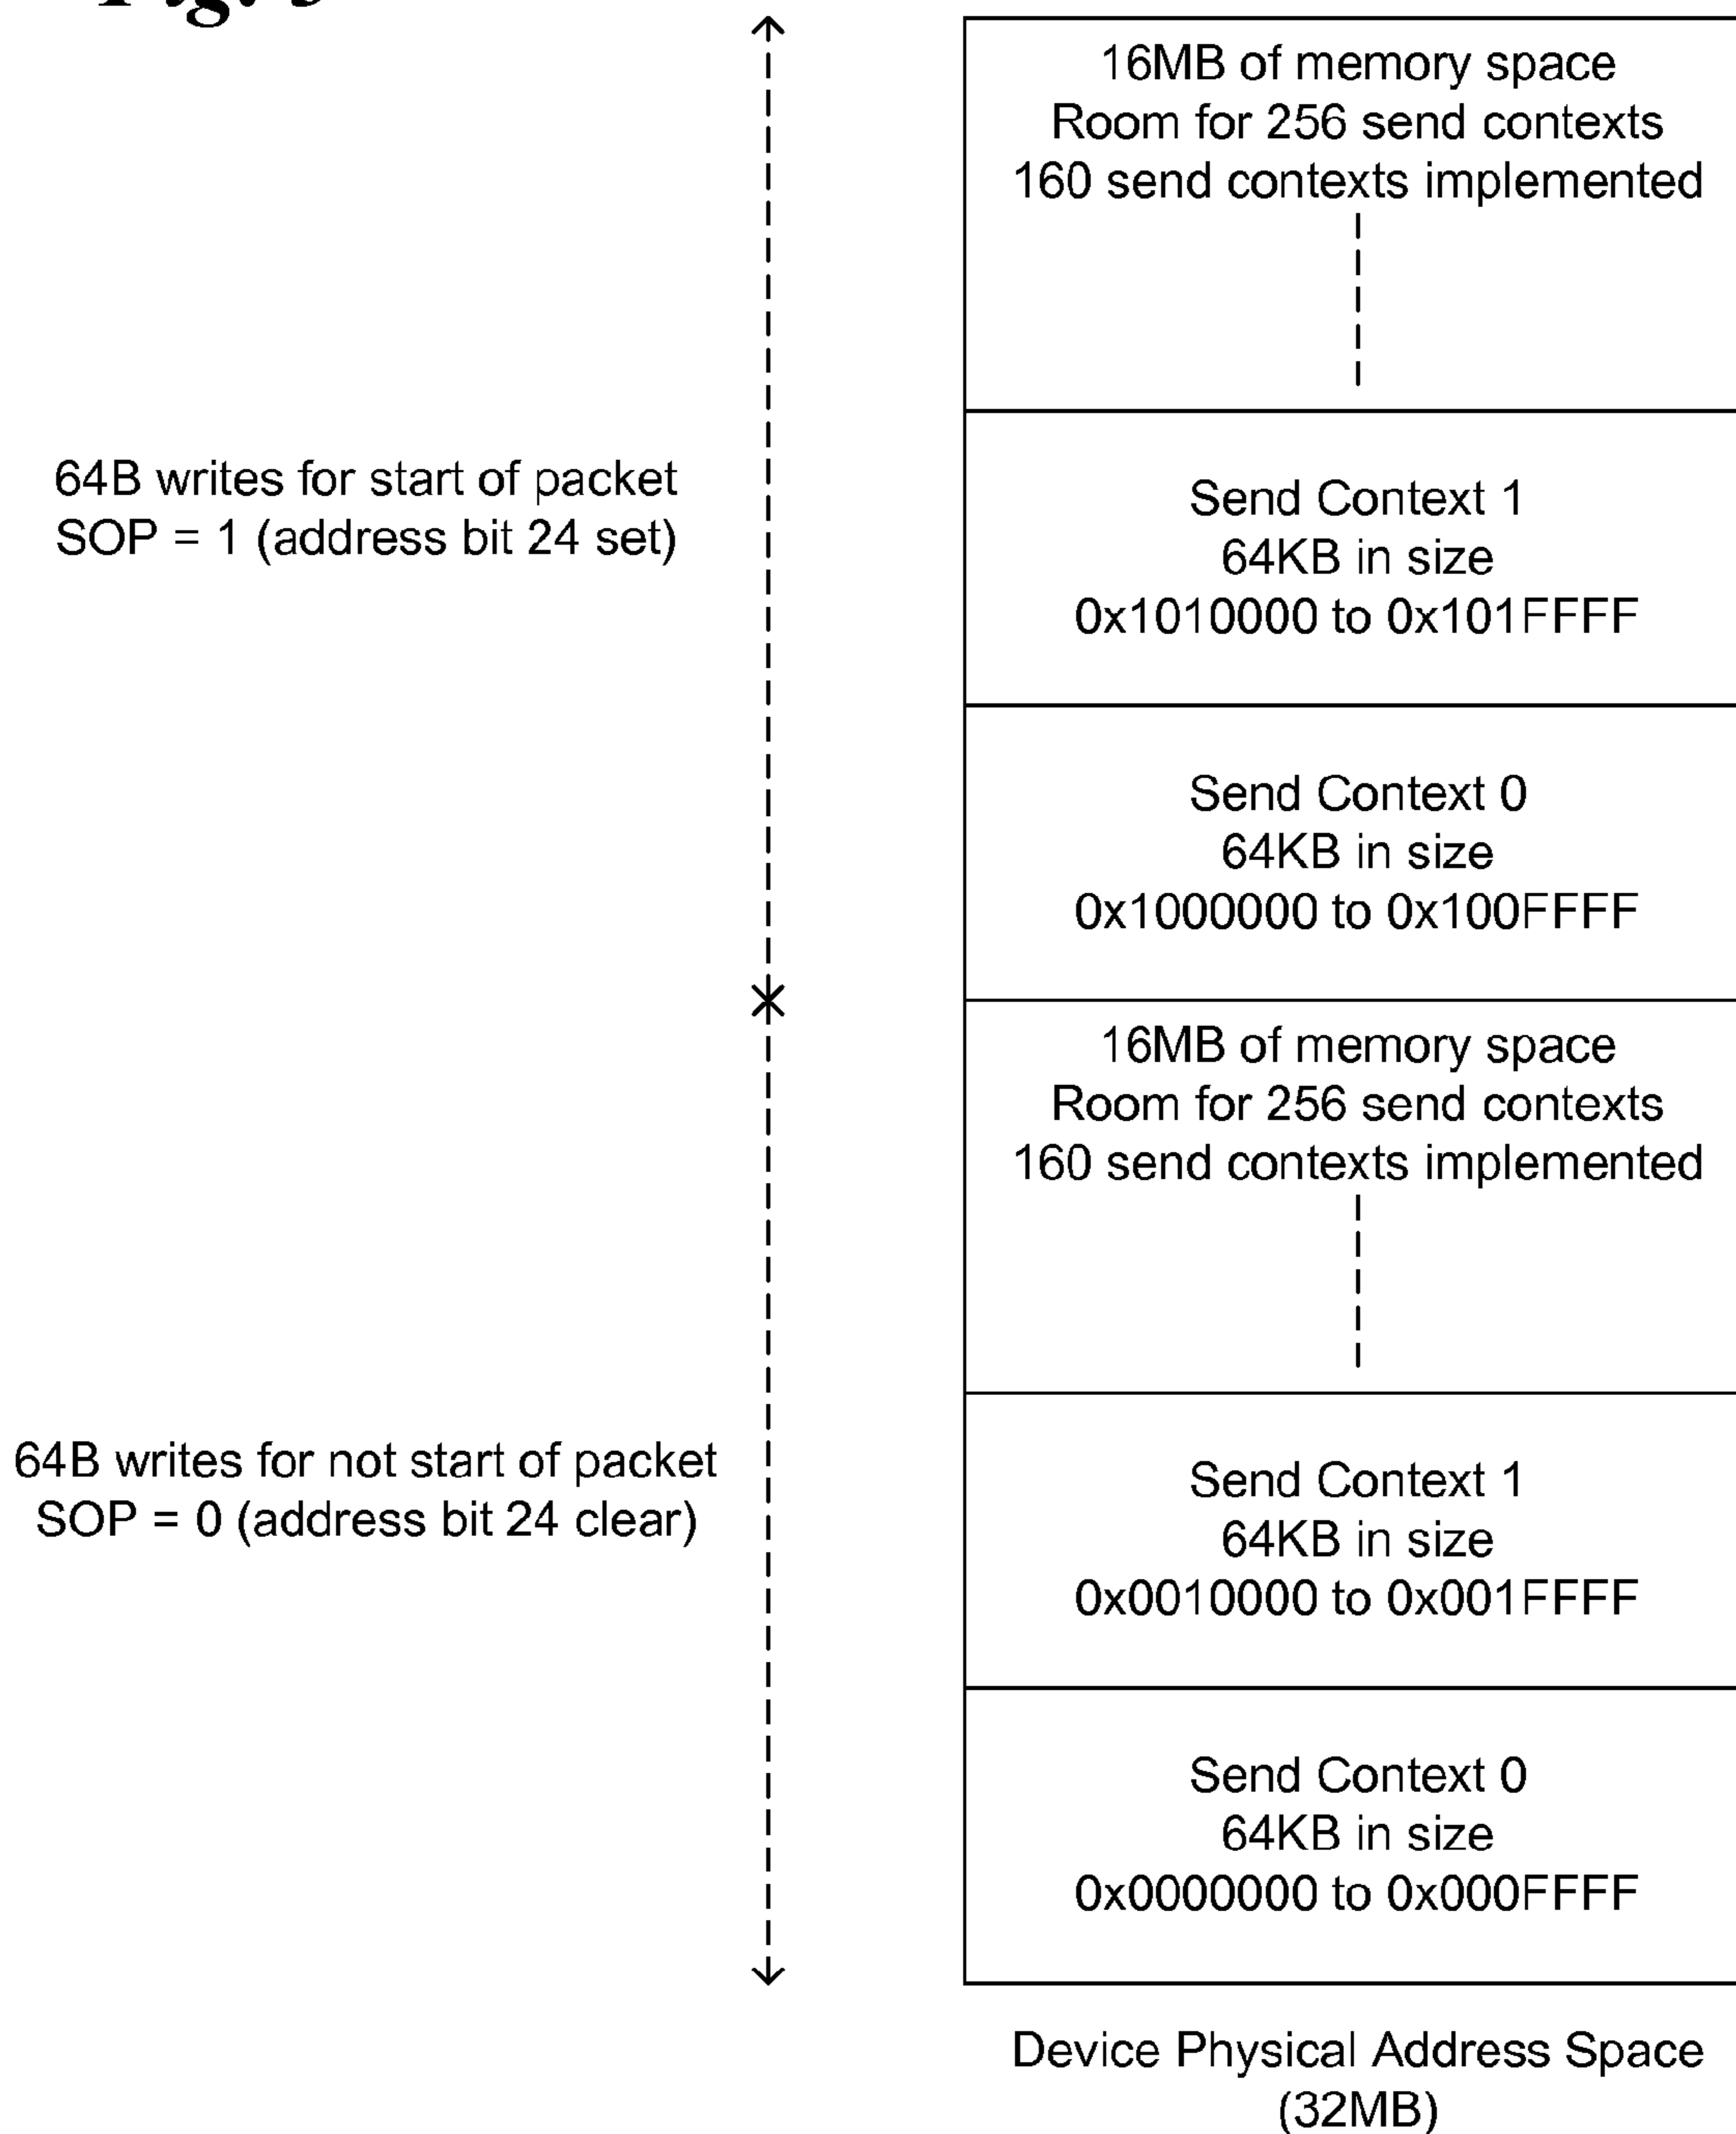 16MB of memory space
Room for 256 send contexts
160 send contexts implemented
64B writes for start of packet
SOP = 1 (address bit 24 set)
Send Context 1
64KB in size
0x1010000 to 0x101FFFF
Send Context 0
64KB in size
0x1000000 to 0x100FFFF
16MB of memory space
Room for 256 send contexts
160 send contexts implemented
64B writes for not start of packet
SOP = 0 (address bit 24 clear)
Send Context 1
64KB in size
0x0010000 to 0x001FFFF
Send Context 0
64KB in size
0x0000000 to 0x000FFFF
Device Physical Address Space
(32MB)